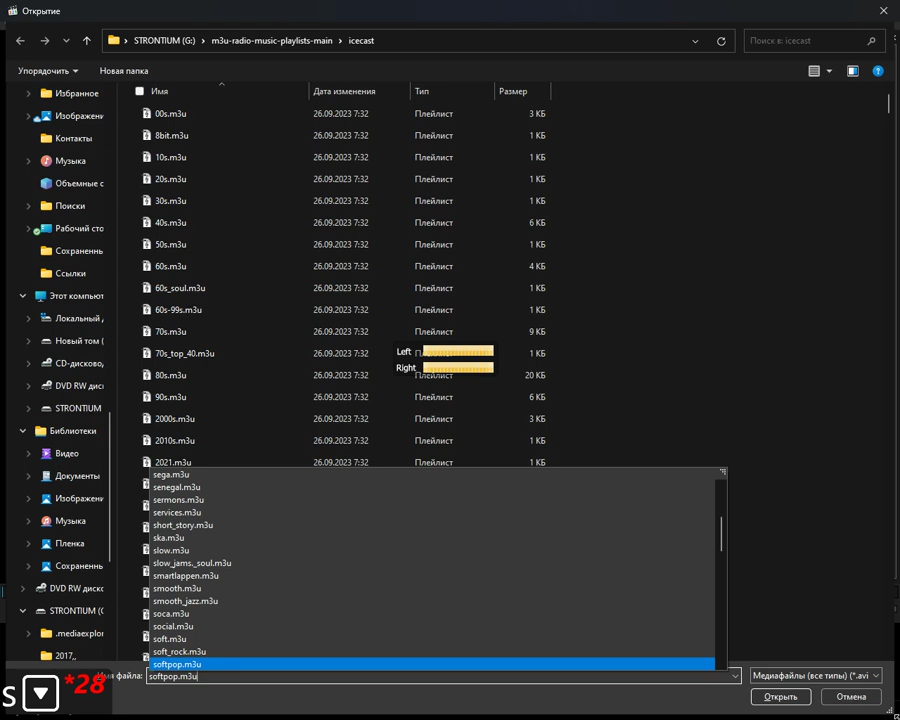 Открытие
STRONTIUM (G:) › m3u-radio-music-playlists-main › icecast
Поиск в: icecast
Упорядочить
Новая папка
Имя
Дата изменения
Тип
Размер
Избранное
Изображени
Контакты
Музыка
Объемные с
Поиски
Рабочий сто
Сохраненны
Ссылки
Этот компьют
Локальный
Новый том (
CD-дисково
DVD RW дис
STRONTIUM
Библиотеки
Видео
Документы
Изображени
Музыка
Пленка
Сохраненны
DVD RW диско
STRONTIUM (G
.mediaexplor
2017,,
00s.m3u 26.09.2023 7:32 Плейлист 3 КБ
8bit.m3u 26.09.2023 7:32 Плейлист 1 КБ
10s.m3u 26.09.2023 7:32 Плейлист 1 КБ
20s.m3u 26.09.2023 7:32 Плейлист 1 КБ
30s.m3u 26.09.2023 7:32 Плейлист 1 КБ
40s.m3u 26.09.2023 7:32 Плейлист 6 КБ
50s.m3u 26.09.2023 7:32 Плейлист 1 КБ
60s.m3u 26.09.2023 7:32 Плейлист 4 КБ
60s_soul.m3u 26.09.2023 7:32 Плейлист 1 КБ
60s-99s.m3u 26.09.2023 7:32 Плейлист 1 КБ
70s.m3u 26.09.2023 7:32 Плейлист 9 КБ
70s_top_40.m3u 26.09.2023 7:32 Плейлист 1 КБ
80s.m3u 26.09.2023 7:32 Плейлист 20 КБ
90s.m3u 26.09.2023 7:32 Плейлист 6 КБ
2000s.m3u 26.09.2023 7:32 Плейлист 3 КБ
2010s.m3u 26.09.2023 7:32 Плейлист 1 КБ
2021.m3u 26.09.2023 7:32 Плейлист 1 КБ
Left
Right
sega.m3u
senegal.m3u
sermons.m3u
services.m3u
short_story.m3u
ska.m3u
slow.m3u
slow_jams._soul.m3u
smartlappen.m3u
smooth.m3u
smooth_jazz.m3u
soca.m3u
social.m3u
soft.m3u
soft_rock.m3u
softpop.m3u
мя файла: softpop.m3u
Медиафайлы (все типы) (*.avi
Открыть
Отмена
S *28